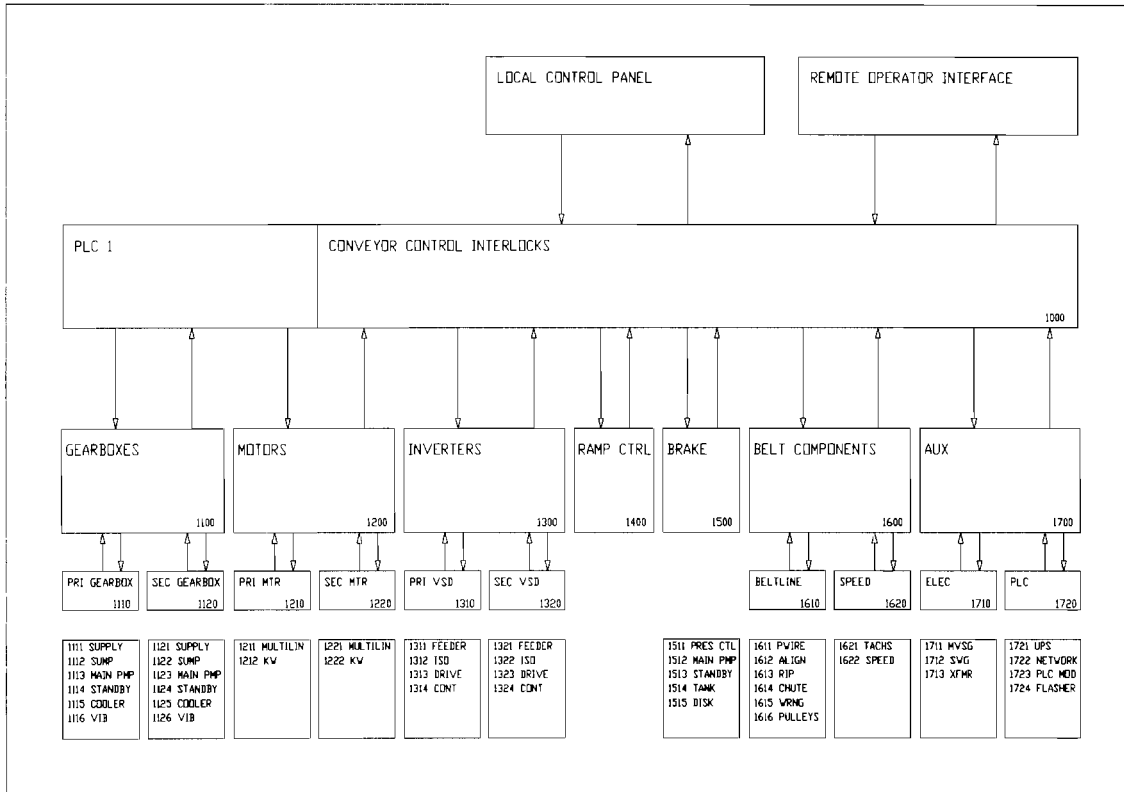 LOCAL CONTROL PANEL
REMOTE OPERATOR INTERFACE
PLC 1
CONVEYOR CONTROL INTERLOCKS
1000
GEARBOXES
1100
MOTORS
1200
INVERTERS
1300
RAMP CTRL
1400
BRAKE
1500
BELT COMPONENTS
1600
AUX
1700
PRI GEARBOX
1110
SEC GEARBOX
1120
PRI MTR
1210
SEC MTR
1220
PRI VSD
1310
SEC VSD
1320
BELTLINE
1610
SPEED
1620
ELEC
1710
PLC
1720
1111 SUPPLY
1112 SUMP
1113 MAIN PMP
1114 STANDBY
1115 COOLER
1116 VIB
1121 SUPPLY
1122 SUMP
1123 MAIN PMP
1124 STANDBY
1125 COOLER
1126 VIB
1211 MULTILIN
1212 KW
1221 MULTILIN
1222 KW
1311 FEEDER
1312 ISO
1313 DRIVE
1314 CONT
1321 FEEDER
1322 ISO
1323 DRIVE
1324 CONT
1511 PRES CTL
1512 MAIN PMP
1513 STANDBY
1514 TANK
1515 DISK
1611 PWIRE
1612 ALIGN
1613 RIP
1614 CHUTE
1615 WRNG
1616 PULLEYS
1621 TACHS
1622 SPEED
1711 MVSG
1712 SWG
1713 XFMR
1721 UPS
1722 NETWORK
1723 PLC MOD
1724 FLASHER